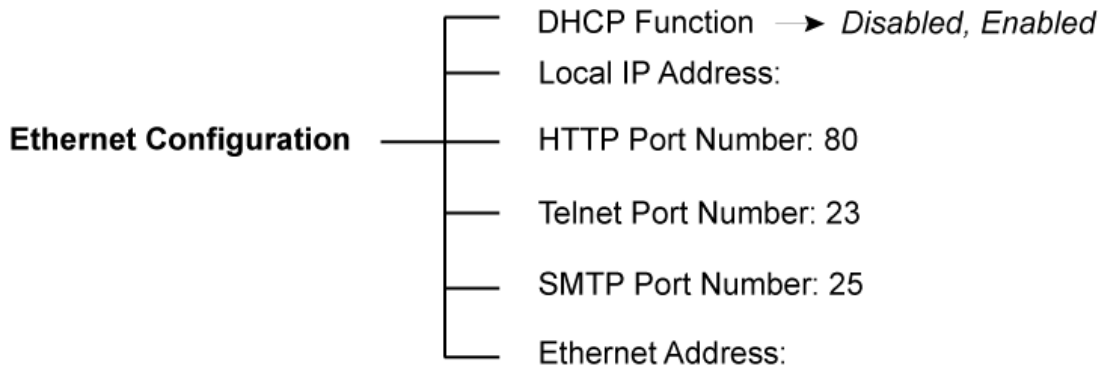 DHCP Function Disabled, Enabled
Local IP Address:
Ethernet Configuration HTTP Port Number: 80
Telnet Port Number: 23
SMTP Port Number: 25
Ethernet Address: